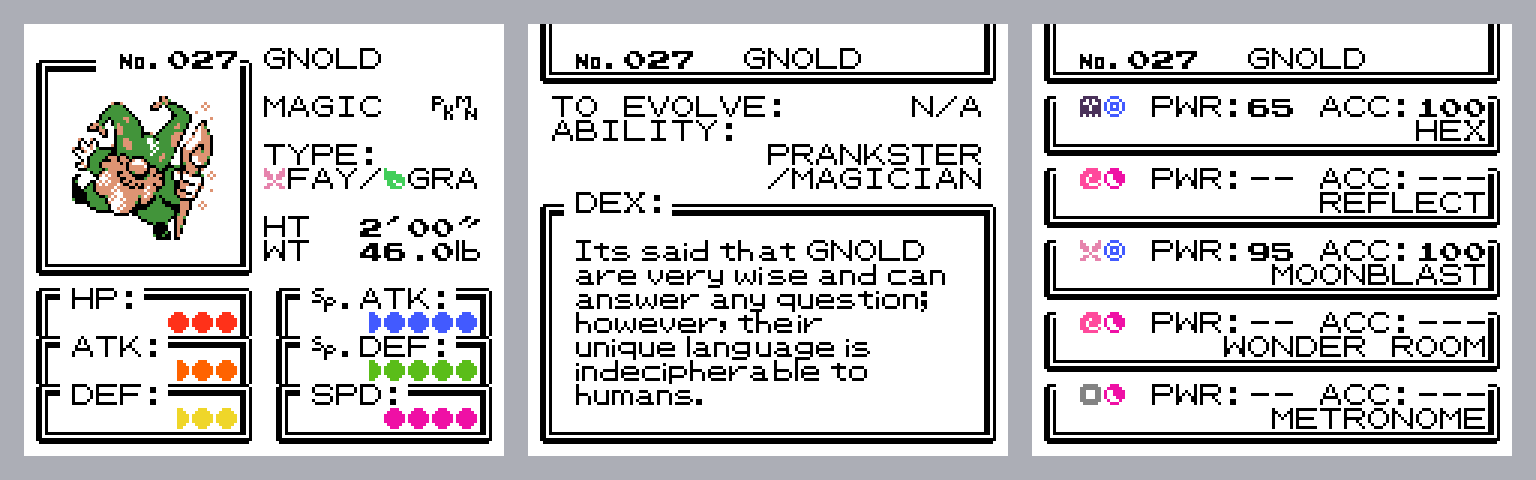 No. 027 GNOLD
MAGIC PKMN
TYPE:
FAY/GRA
HT 2'00"
WT 46.0lb
HP:
ATK:
DEF:
Sp. ATK:
Sp. DEF:
SPD:
No. 027 GNOLD
TO EVOLVE: N/A
ABILITY:
PRANKSTER
/MAGICIAN
DEX:
Its said that GNOLD
are very wise and can
answer any question;
however, their
unique language is
indecipherable to
humans.
No. 027 GNOLD
PWR:65 ACC:100
HEX
PWR:-- ACC:---
REFLECT
PWR:95 ACC:100
MOONBLAST
PWR:-- ACC:---
WONDER ROOM
PWR:-- ACC:---
METRONOME